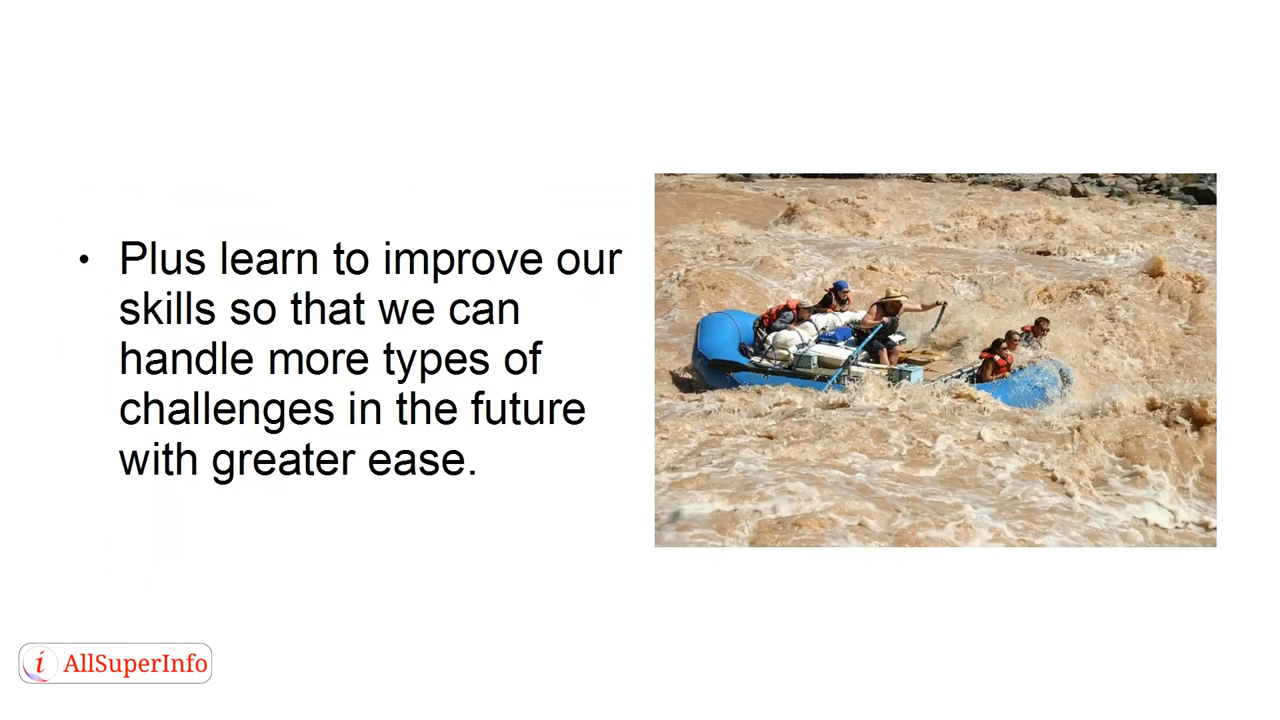 • Plus learn to improve our
skills so that we can
handle more types of
challenges in the future
with greater ease.
i AllSuperInfo